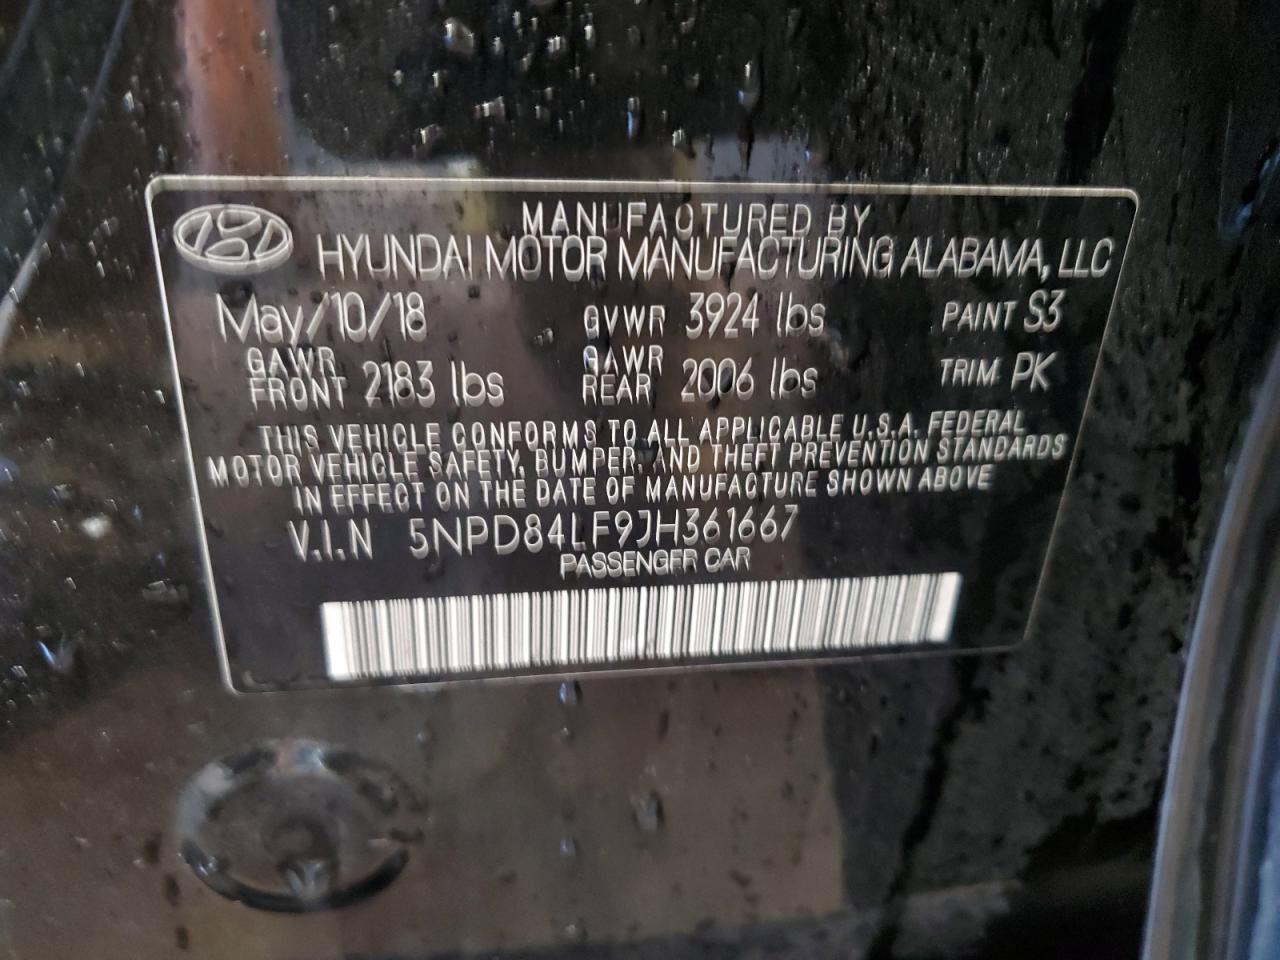 MANUFACTURED BY
HYUNDAI MOTOR MANUFACTURING ALABAMA, LLC
May/10/18 GVWR 3924 lbs PAINT S3
GAWR FRONT 2183 lbs GAWR REAR 2006 lbs TRIM PK
THIS VEHICLE CONFORMS TO ALL APPLICABLE U.S.A. FEDERAL
MOTOR VEHICLE SAFETY, BUMPER, AND THEFT PREVENTION STANDARDS
IN EFFECT ON THE DATE OF MANUFACTURE SHOWN ABOVE
V.I.N 5NPD84LF9JH361667
PASSENGER CAR